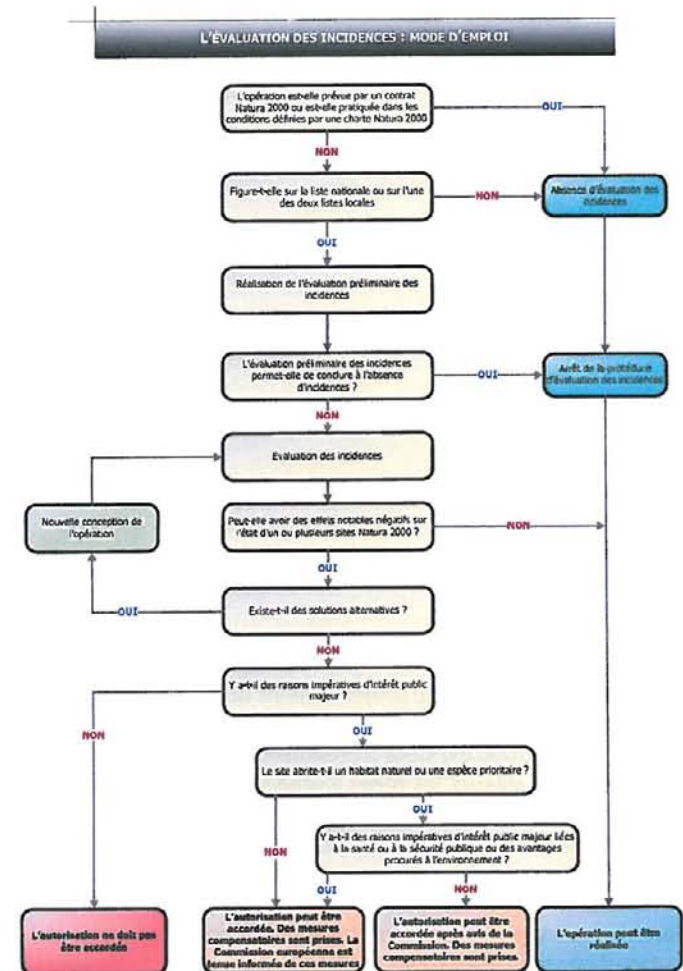 L'ÉVALUATION DES INCIDENCES : MODE D'EMPLOI
L'opération est-elle prévue par un contrat
Natura 2000 ou est-elle pratiquée dans les
conditions définies par une charte Natura 2000
OUI
NON
Figure-t-elle sur la liste nationale ou sur l'une
des deux listes locales
NON
Absence d'évaluation des
incidences
OUI
Réalisation de l'évaluation préliminaire des
incidences
L'évaluation préliminaire des incidences
permet-elle de conclure à l'absence
d'incidences ?
OUI
Arrêt de la procédure
d'évaluation des incidences
NON
Evaluation des incidences
Nouvelle conception de
l'opération
Peut-elle avoir des effets notables négatifs sur
l'état d'un ou plusieurs sites Natura 2000 ?
NON
OUI
Existe-t-il des solutions alternatives ?
OUI
NON
Y a-t-il des raisons impératives d'intérêt public
majeur ?
NON
OUI
Le site abrite-t-il un habitat naturel ou une espèce prioritaire ?
OUI
NON
Y a-t-il des raisons impératives d'intérêt public majeur liées
à la santé ou à la sécurité publique ou des avantages
procurés à l'environnement ?
OUI
NON
L'autorisation ne doit pas
être accordée
L'autorisation peut être
accordée. Des mesures
compensatoires sont prises. La
Commission européenne est
tenue informée de ces mesures
L'autorisation peut être
accordée après avis de la
Commission. Des mesures
compensatoires sont prises.
L'opération peut être
réalisée